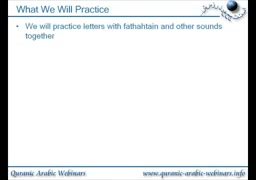 What We Will Practice
• We will practice letters with fathahtain and other sounds
together
Quranic Arabic Webinars
www.quranic-arabic-webinars.info